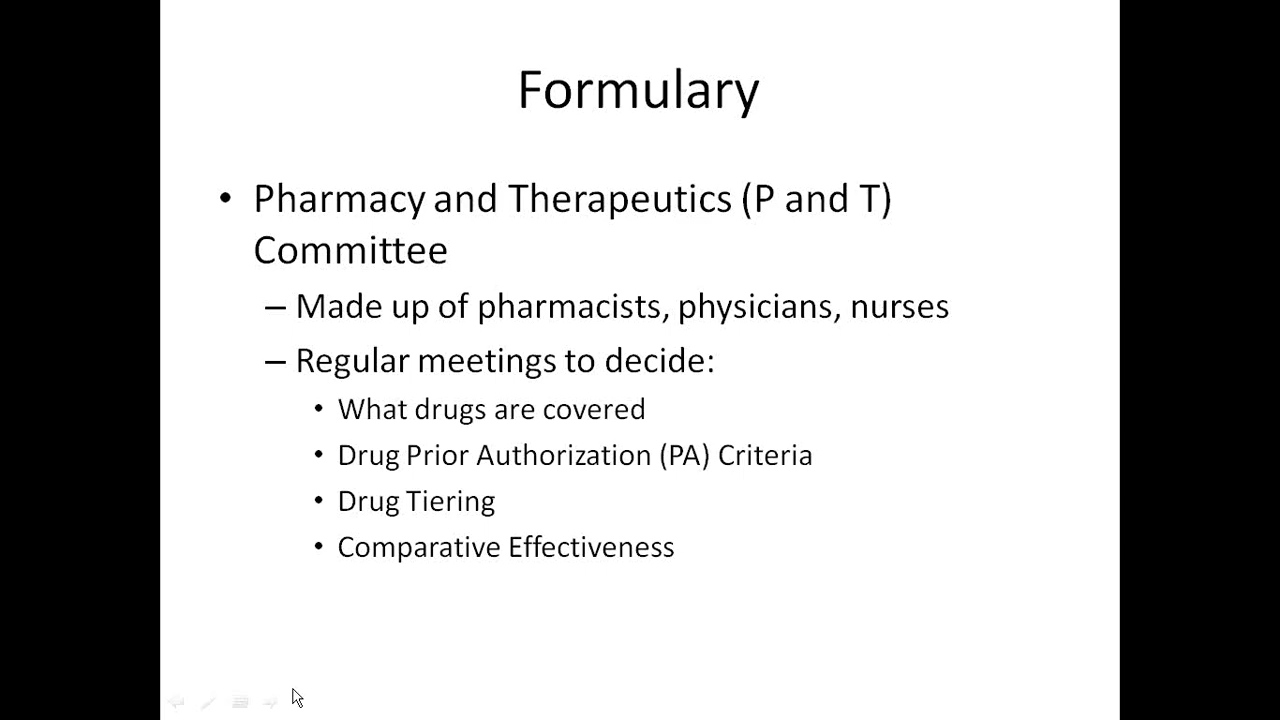 Formulary
• Pharmacy and Therapeutics (P and T)
Committee
– Made up of pharmacists, physicians, nurses
– Regular meetings to decide:
• What drugs are covered
• Drug Prior Authorization (PA) Criteria
• Drug Tiering
• Comparative Effectiveness